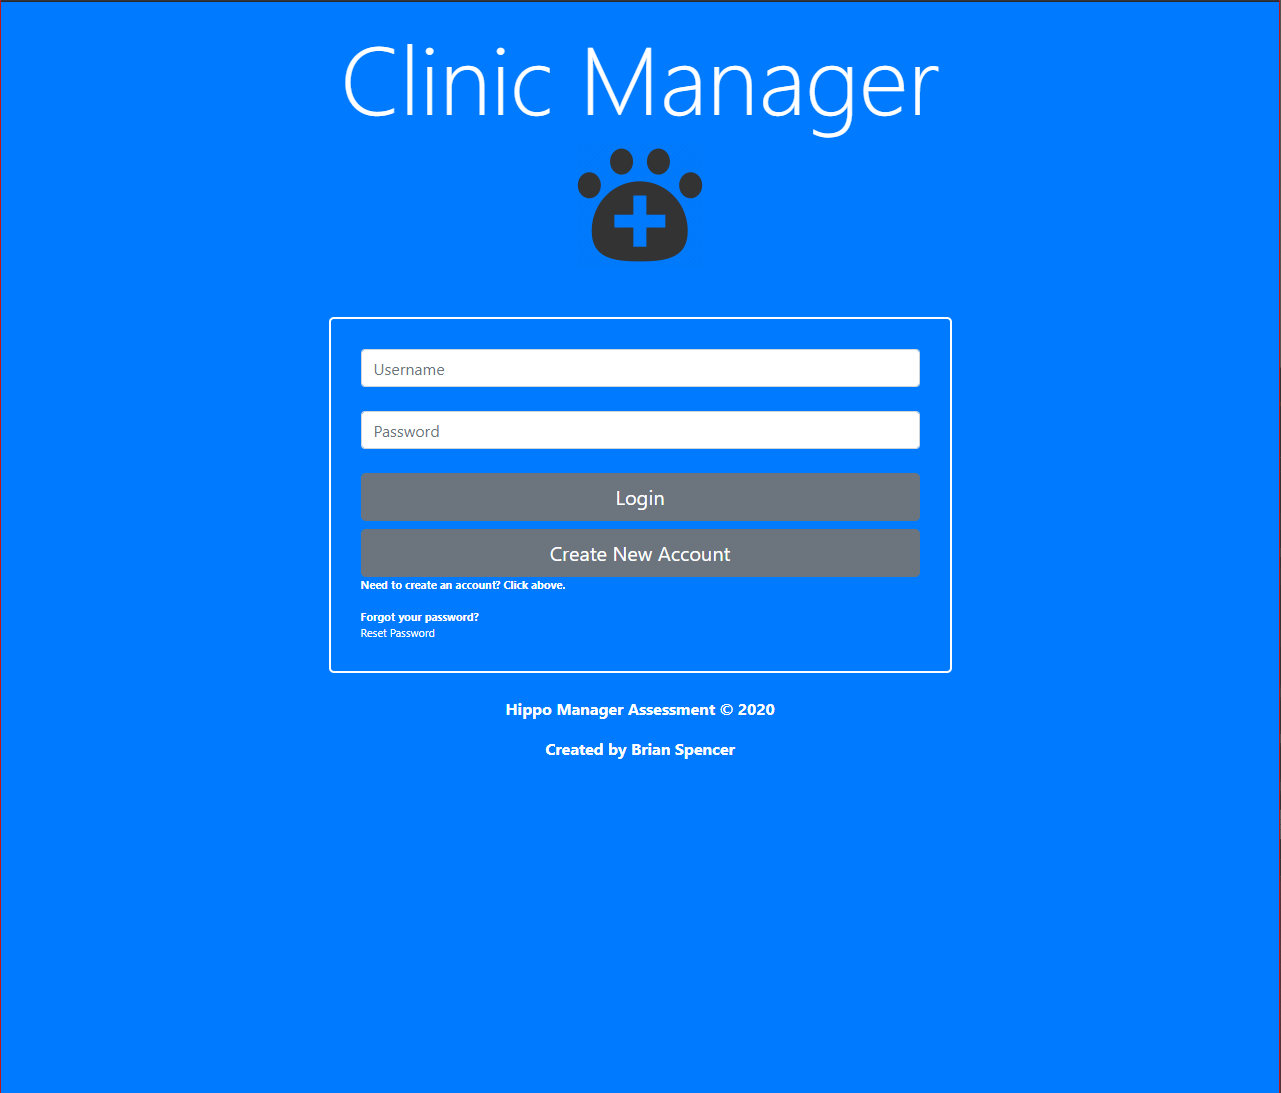 Clinic Manager
Username
Password
Login
Create New Account
Need to create an account? Click above.
Forgot your password?
Reset Password
Hippo Manager Assessment © 2020
Created by Brian Spencer